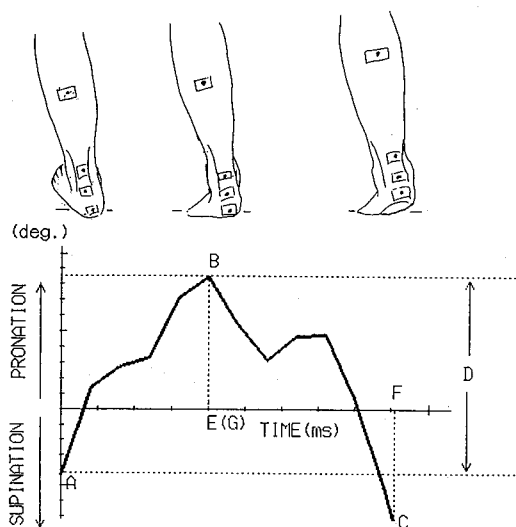 (deg.)
B
PRONATION
D
F
E(G) TIME(ms)
SUPINATION
A
C